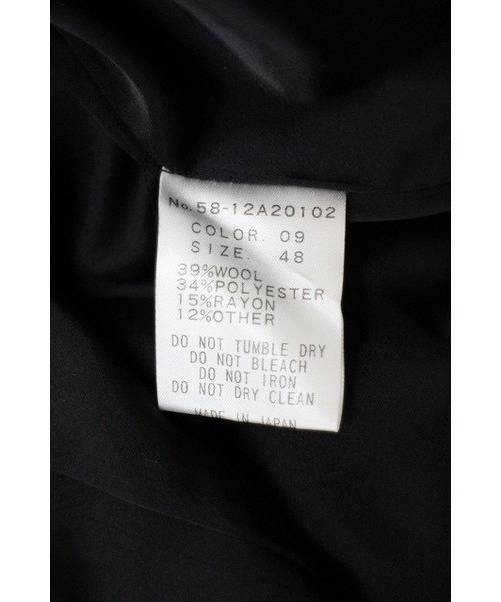 No. 58-12A20102
COLOR. 09
SIZE. 48
39%WOOL
34%POLYESTER
15%RAYON
12%OTHER
DO NOT TUMBLE DRY
DO NOT BLEACH
DO NOT IRON
DO NOT DRY CLEAN
MADE IN JAPAN